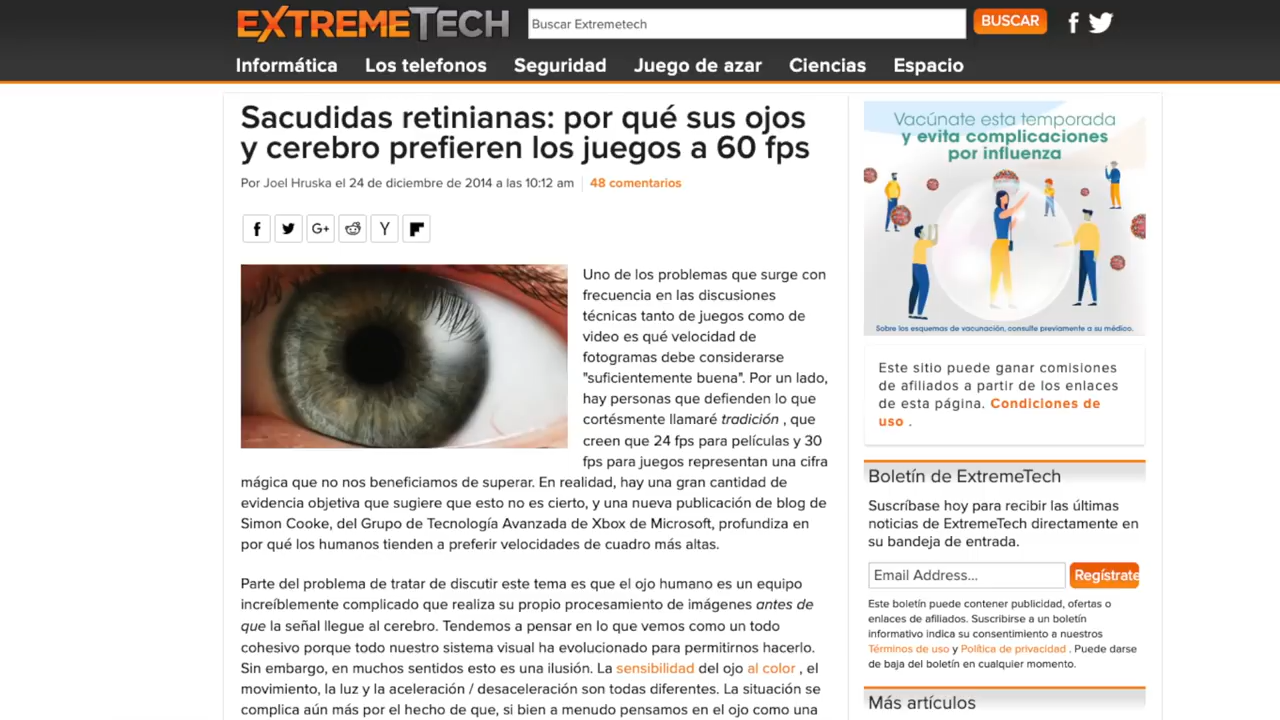 EXTREMETECH
Buscar Extremetech
BUSCAR
Informática Los telefonos Seguridad Juego de azar Ciencias Espacio
Sacudidas retinianas: por qué sus ojos
y cerebro prefieren los juegos a 60 fps
Por Joel Hruska el 24 de diciembre de 2014 a las 10:12 am 48 comentarios
G+
Y
Uno de los problemas que surge con
frecuencia en las discusiones
técnicas tanto de juegos como de
video es qué velocidad de
fotogramas debe considerarse
"suficientemente buena". Por un lado,
hay personas que defienden lo que
cortésmente llamaré tradición , que
creen que 24 fps para películas y 30
fps para juegos representan una cifra
mágica que no nos beneficiamos de superar. En realidad, hay una gran cantidad de
evidencia objetiva que sugiere que esto no es cierto, y una nueva publicación de blog de
Simon Cooke, del Grupo de Tecnología Avanzada de Xbox de Microsoft, profundiza en
por qué los humanos tienden a preferir velocidades de cuadro más altas.
Parte del problema de tratar de discutir este tema es que el ojo humano es un equipo
increíblemente complicado que realiza su propio procesamiento de imágenes antes de
que la señal llegue al cerebro. Tendemos a pensar en lo que vemos como un todo
cohesivo porque todo nuestro sistema visual ha evolucionado para permitirnos hacerlo.
Sin embargo, en muchos sentidos esto es una ilusión. La sensibilidad del ojo al color , el
movimiento, la luz y la aceleración / desaceleración son todas diferentes. La situación se
complica aún más por el hecho de que, si bien a menudo pensamos en el ojo como una
Vacúnate esta temporada
y evita complicaciones
por influenza
Sobre los esquemas de vacunación, consulte previamente a su médico.
Este sitio puede ganar comisiones
de afiliados a partir de los enlaces
de esta página. Condiciones de
uso .
Boletín de ExtremeTech
Suscríbase hoy para recibir las últimas
noticias de ExtremeTech directamente en
su bandeja de entrada.
Email Address...
Regístrate
Este boletín puede contener publicidad, ofertas o
enlaces de afiliados. Suscribirse a un boletín
informativo indica su consentimiento a nuestros
Términos de uso y Política de privacidad . Puede darse
de baja del boletín en cualquier momento.
Más artículos